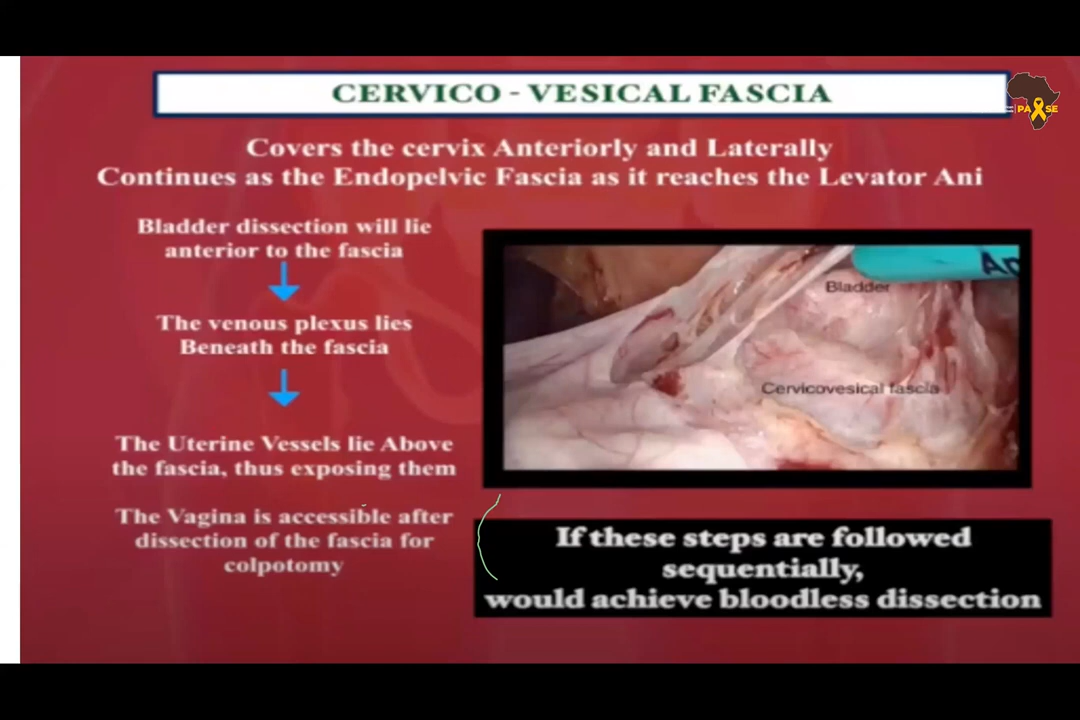 CERVICO - VESICAL FASCIA
PA SE
Covers the cervix Anteriorly and Laterally
Continues as the Endopelvic Fascia as it reaches the Levator Ani
Bladder dissection will lie
anterior to the fascia
The venous plexus lies
Beneath the fascia
The Uterine Vessels lie Above
the fascia, thus exposing them
The Vagina is accessible after
dissection of the fascia for
colpotomy
Bladder
Cervicovesical fascia
If these steps are followed
sequentially,
would achieve bloodless dissection